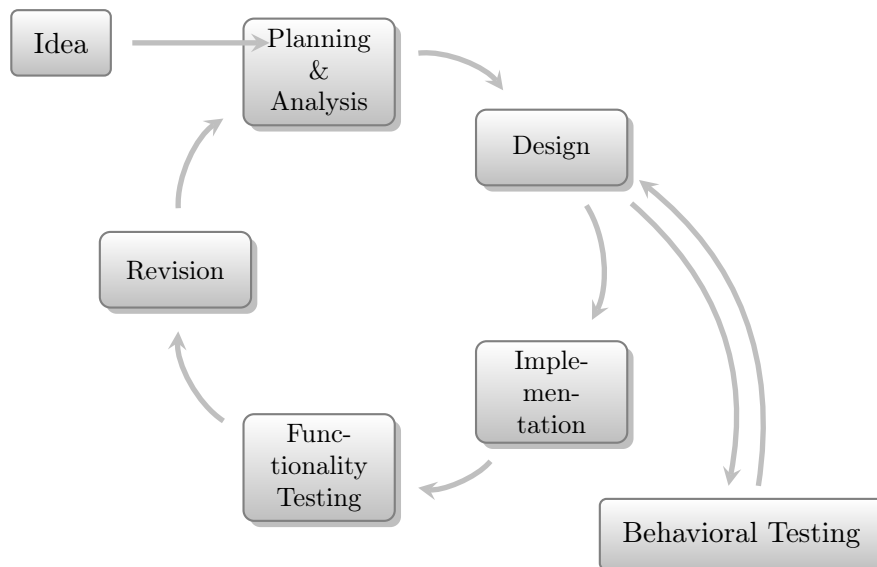 Idea
Planning
&
Analysis
Design
Revision
Imple-
men-
tation
Func-
tionality
Testing
Behavioral Testing